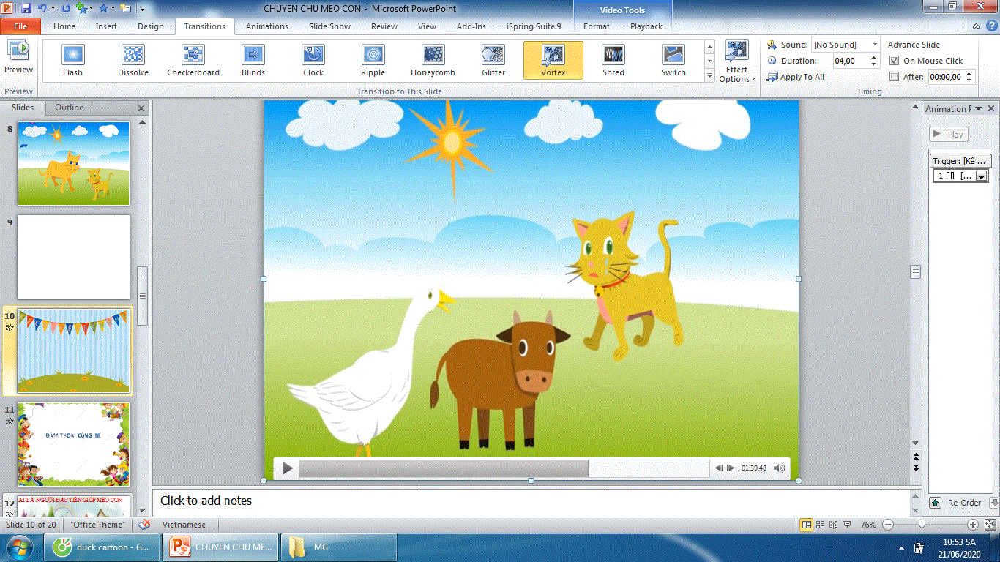 CHUYEN CHU MEO CON - Microsoft PowerPoint
Video Tools
File Home Insert Design Transitions Animations Slide Show Review View Add-Ins iSpring Suite 9 Format Playback
Preview
Flash Dissolve Checkerboard Blinds Clock Ripple Honeycomb Glitter Vortex Shred Switch
Effect
Options
Sound: [No Sound]
Duration: 04,00
Apply To All
Advance Slide
On Mouse Click
After: 00:00,00
Preview Transition to This Slide Timing
Slides Outline
8
9
10
11
ĐÀM THOẠI CÙNG BÉ
12
AI LÀ NGƯỜI ĐẦU TIÊN GIÚP MÈO CON
01:39,48
Click to add notes
Animation P
Play
Trigger: [Kể ...
1 [...
Re-Order
Slide 10 of 20 "Office Theme" Vietnamese 76%
duck cartoon - G... CHUYEN CHU ME... MG
10:53 SA
21/06/2020